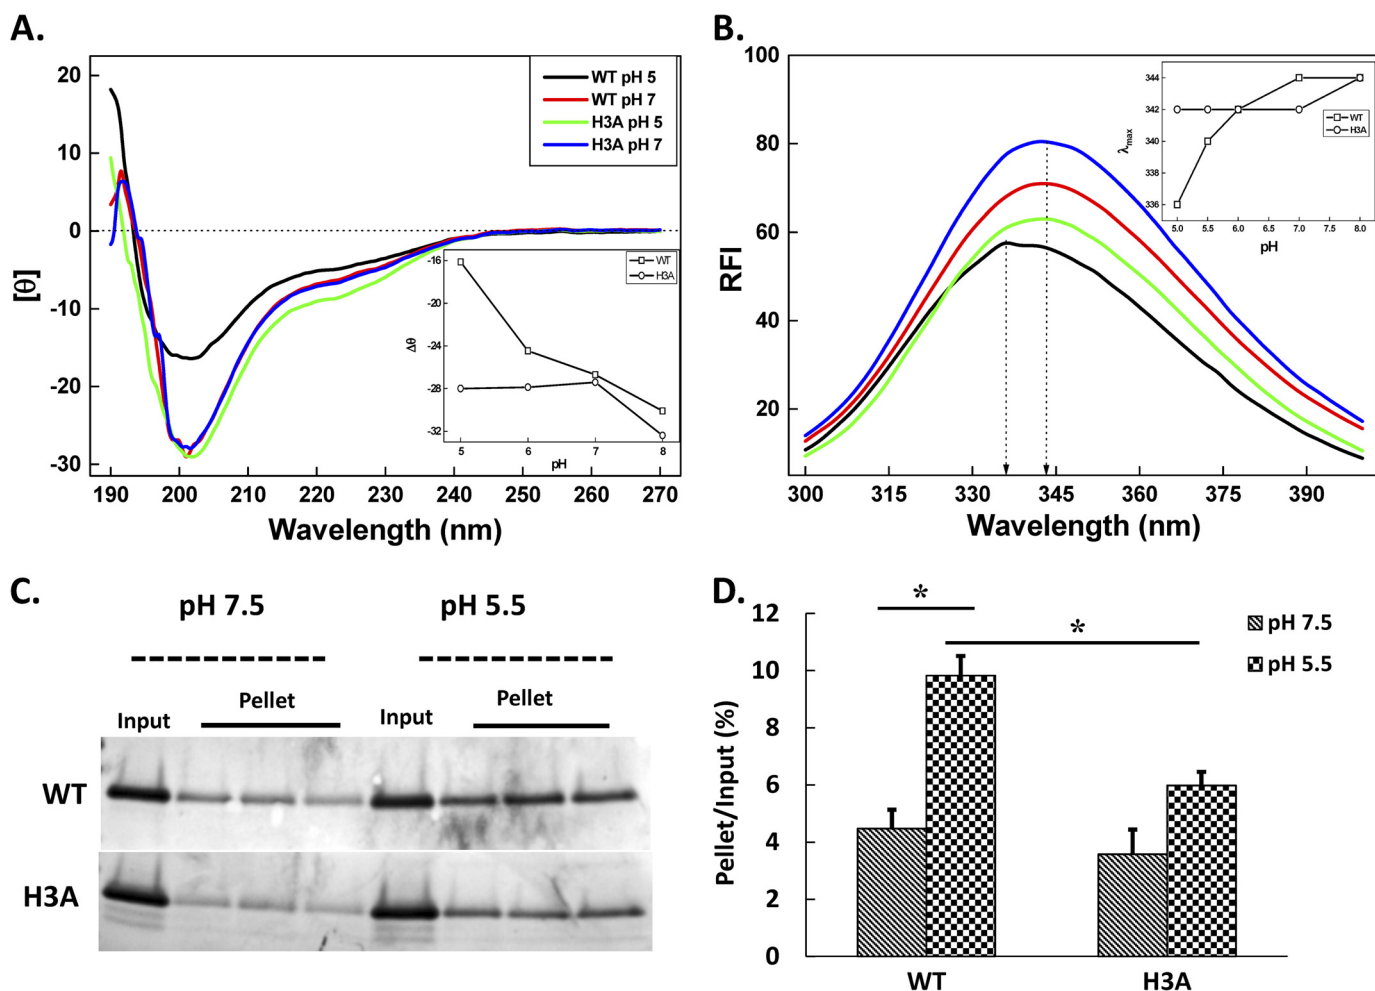 A.
20
10
0
-10
-20
-30
[θ]
WT pH 5
WT pH 7
H3A pH 5
H3A pH 7
-16
-20
-24
-28
-32
Δθ
WT
H3A
5 6 7 8
pH
190 200 210 220 230 240 250 260 270
Wavelength (nm)
B.
100
80
60
40
20
RFI
344
342
340
338
336
λmax
WT
H3A
5.0 5.5 6.0 6.5 7.0 7.5 8.0
pH
300 315 330 345 360 375 390
Wavelength (nm)
C.
pH 7.5 pH 5.5
Input Pellet Input Pellet
WT
H3A
D.
12
10
8
6
4
2
0
Pellet/Input (%)
* *
pH 7.5
pH 5.5
WT H3A